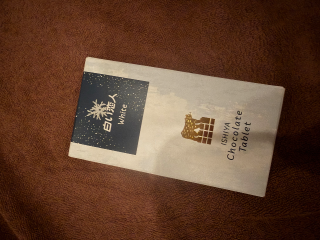 白い恋人
White
ISHIYA
Chocolate
Tablet